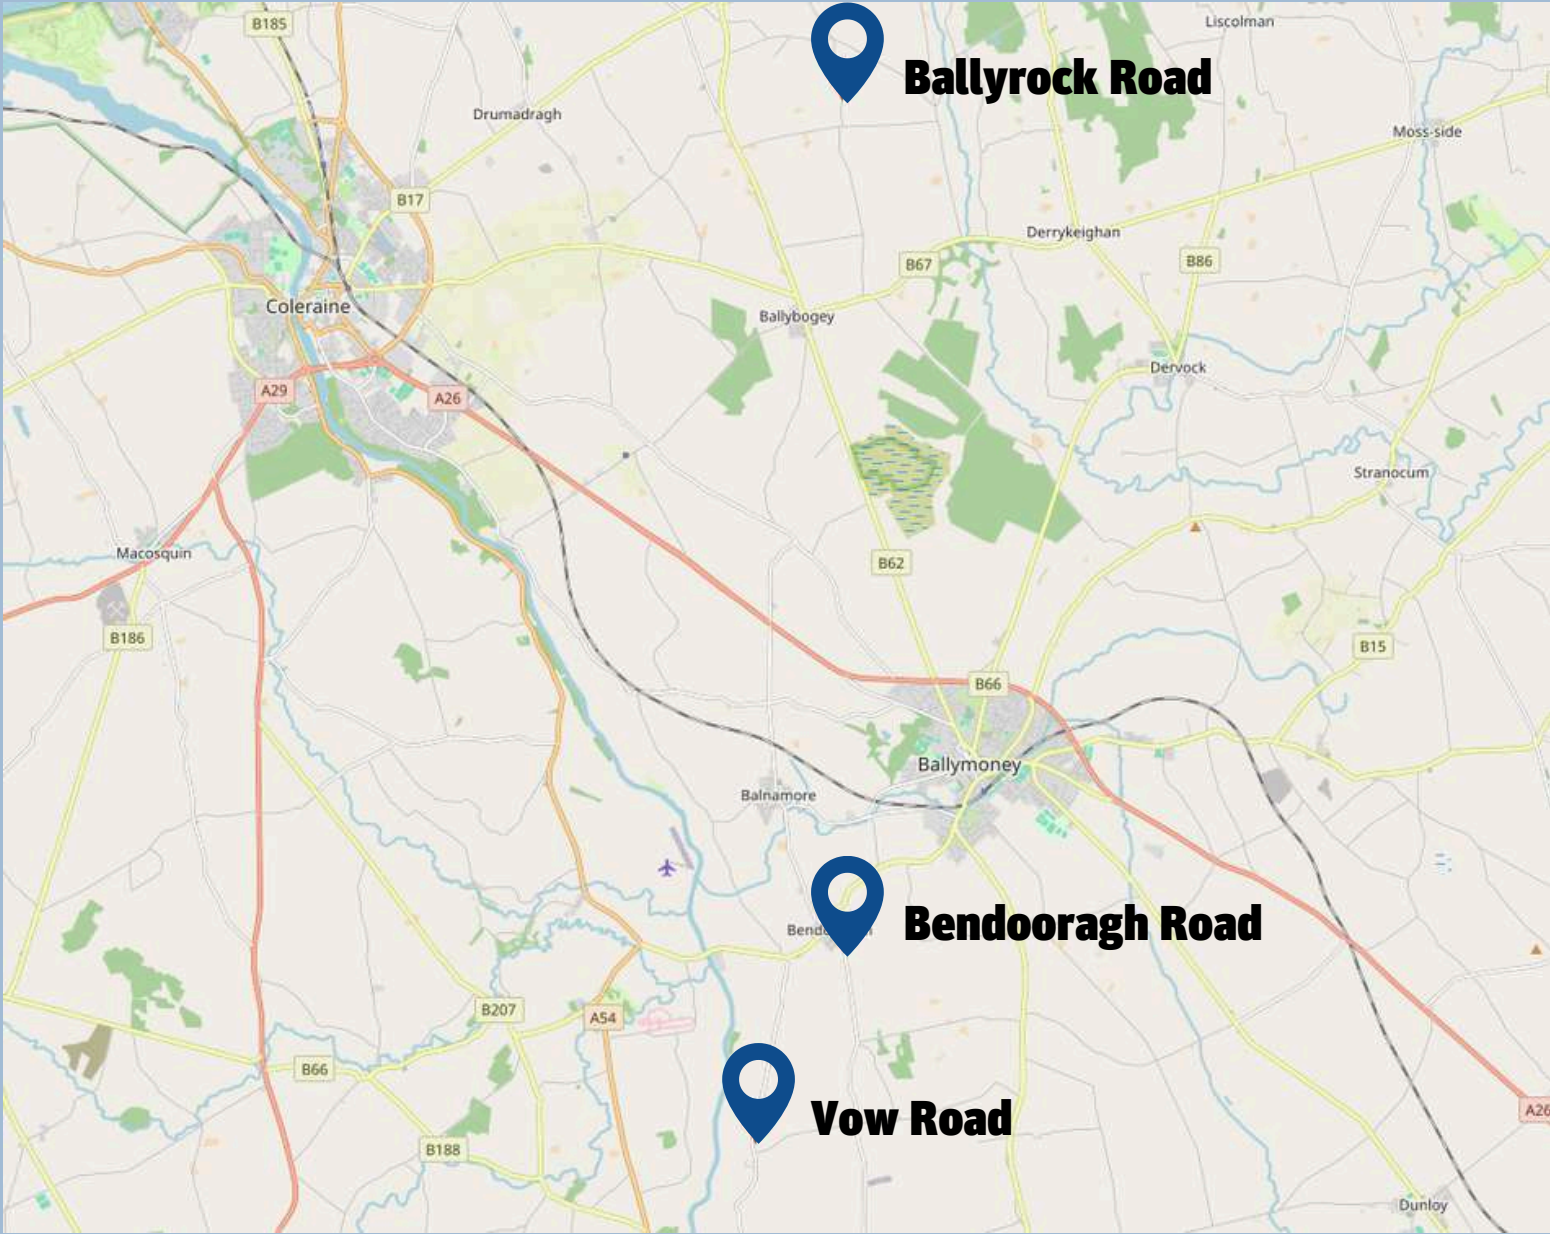 B185
Liscolman
Ballyrock Road
Drumadragh
Moss-side
B17
Derrykeighan
B67
B86
Coleraine
Ballybogey
Dervock
A29
A26
Stranocum
Macosquin
B62
B186
B15
B66
Ballymoney
Balnamore
Bendooragh Road
B207
A54
B66
Vow Road
A26
B188
Dunloy